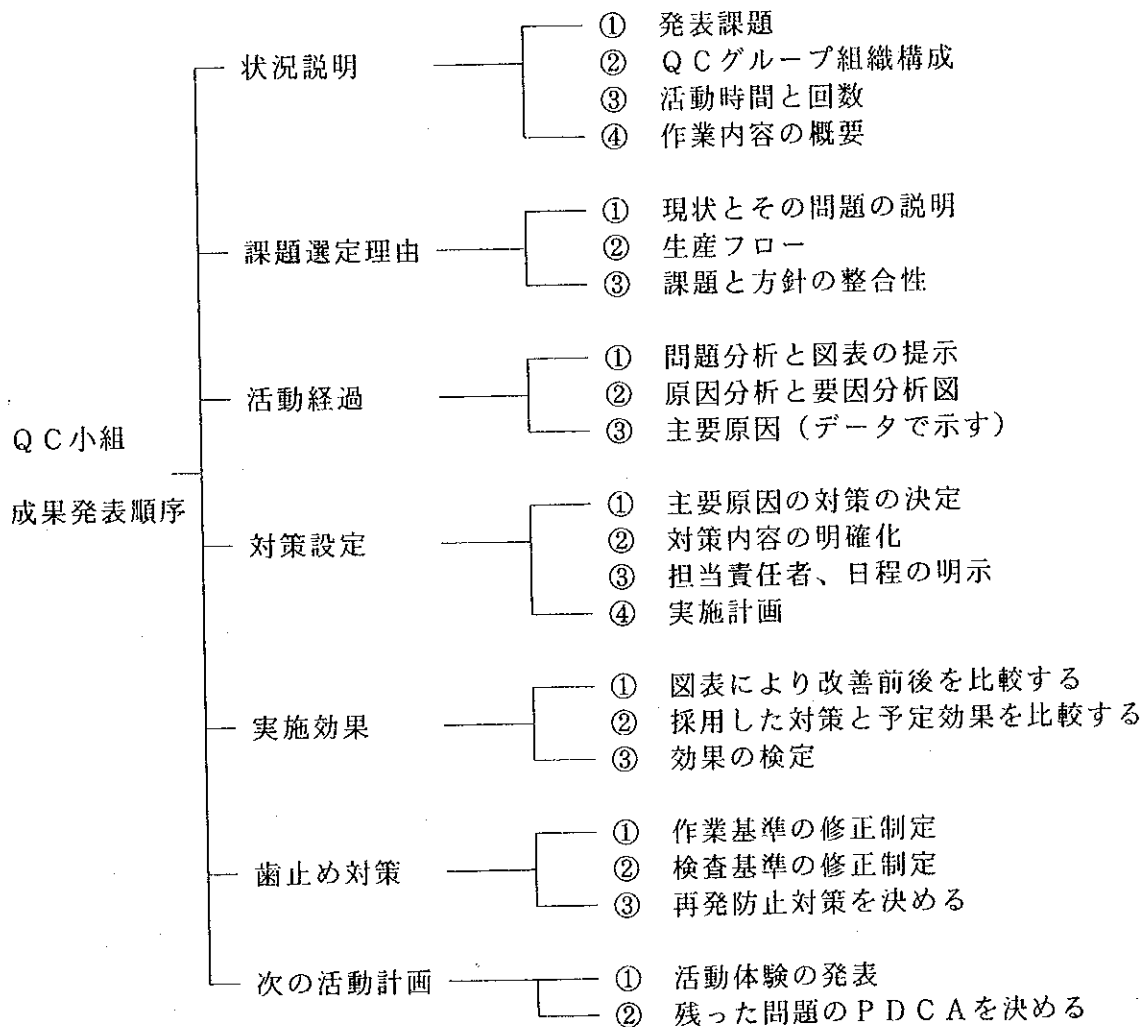 QC小組
成果発表順序
状況説明
① 発表課題
② QCグループ組織構成
③ 活動時間と回数
④ 作業内容の概要
課題選定理由
① 現状とその問題の説明
② 生産フロー
③ 課題と方針の整合性
活動経過
① 問題分析と図表の提示
② 原因分析と要因分析図
③ 主要原因(データで示す)
対策設定
① 主要原因の対策の決定
② 対策内容の明確化
③ 担当責任者、日程の明示
④ 実施計画
実施効果
① 図表により改善前後を比較する
② 採用した対策と予定効果を比較する
③ 効果の検定
歯止め対策
① 作業基準の修正制定
② 検査基準の修正制定
③ 再発防止対策を決める
次の活動計画
① 活動体験の発表
② 残った問題のPDCAを決める